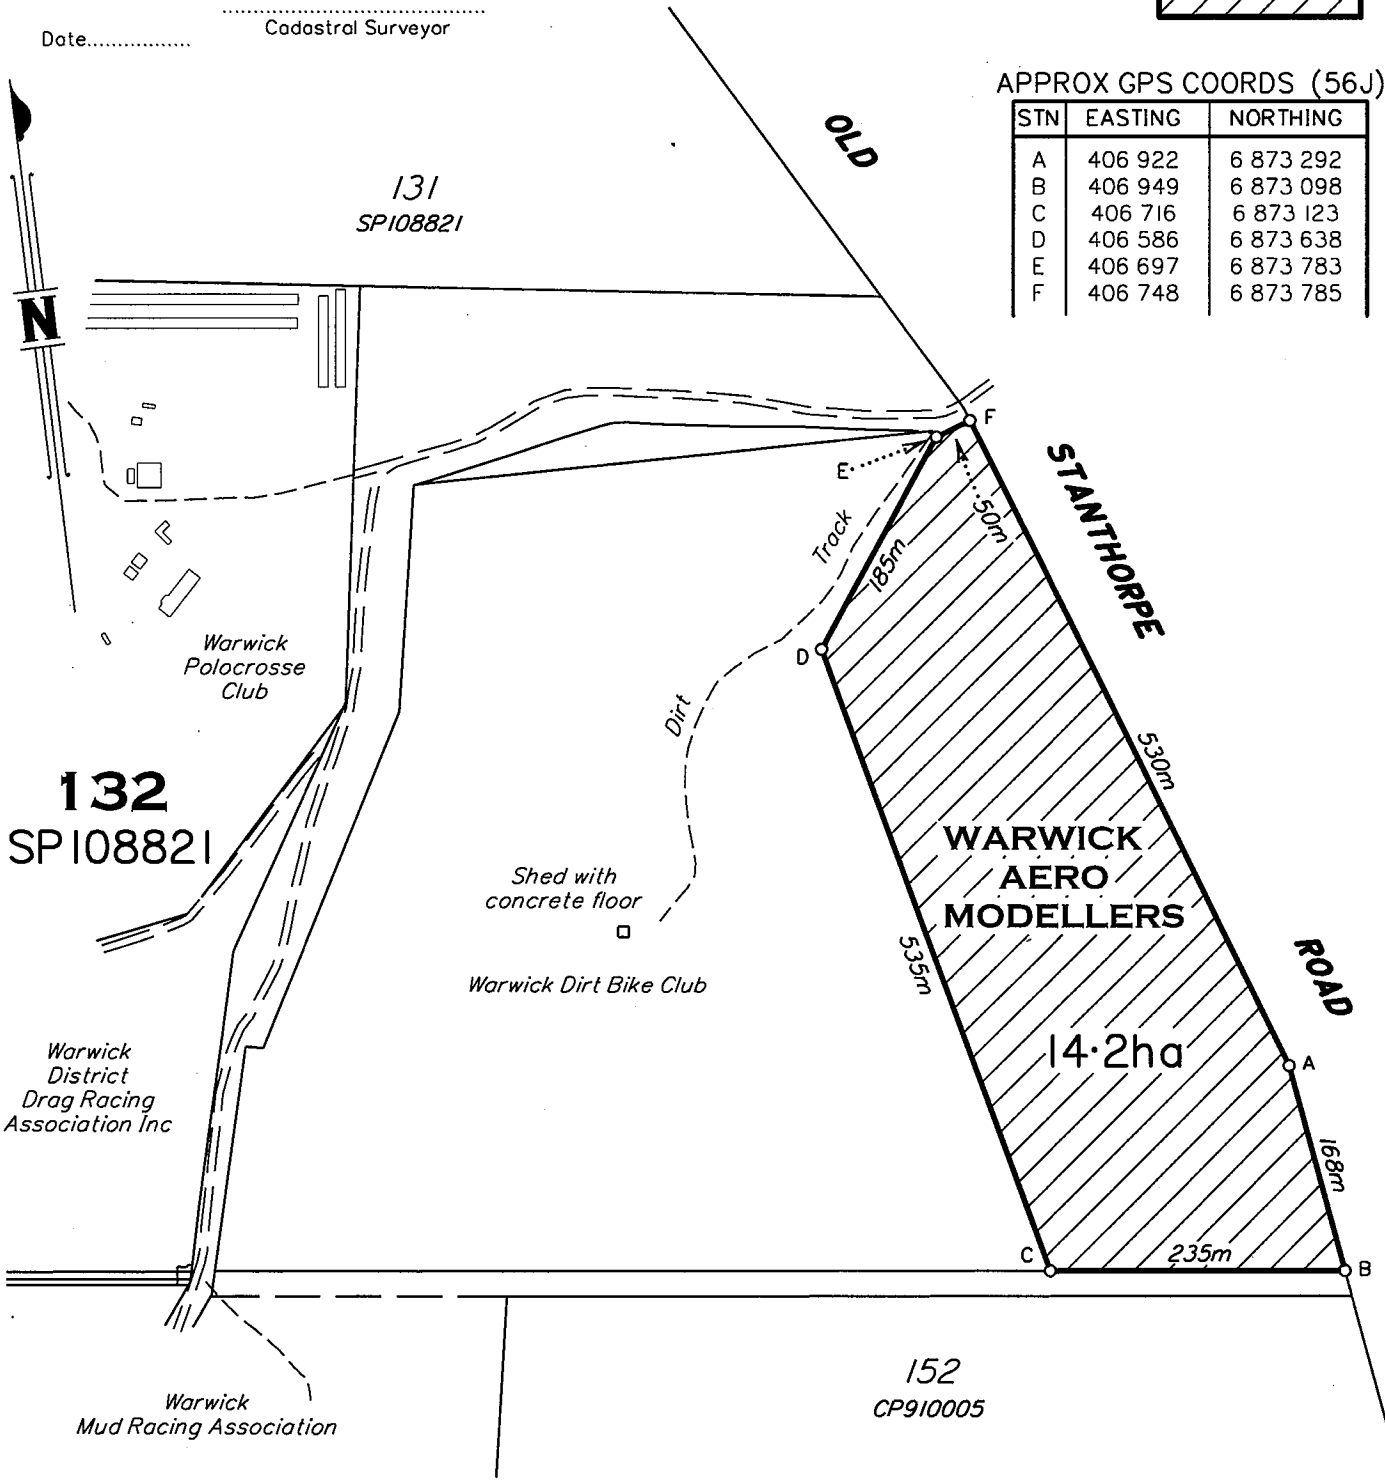 Cadastral Surveyor
Date
APPROX GPS COORDS (56J)
STN EASTING NORTHING
A 406 922 6 873 292
B 406 949 6 873 098
C 406 716 6 873 123
D 406 586 6 873 638
E 406 697 6 873 783
F 406 748 6 873 785
OLD
STANTHORPE
ROAD
131
SP108821
N
F
E
50m
Track
185m
D
Warwick
Polocrosse
Club
Dirt
530m
132
SP108821
WARWICK
AERO
MODELLERS
Shed with
concrete floor
535m
Warwick Dirt Bike Club
14.2ha
A
Warwick
District
Drag Racing
Association Inc
168m
C
235m
B
152
CP910005
Warwick
Mud Racing Association